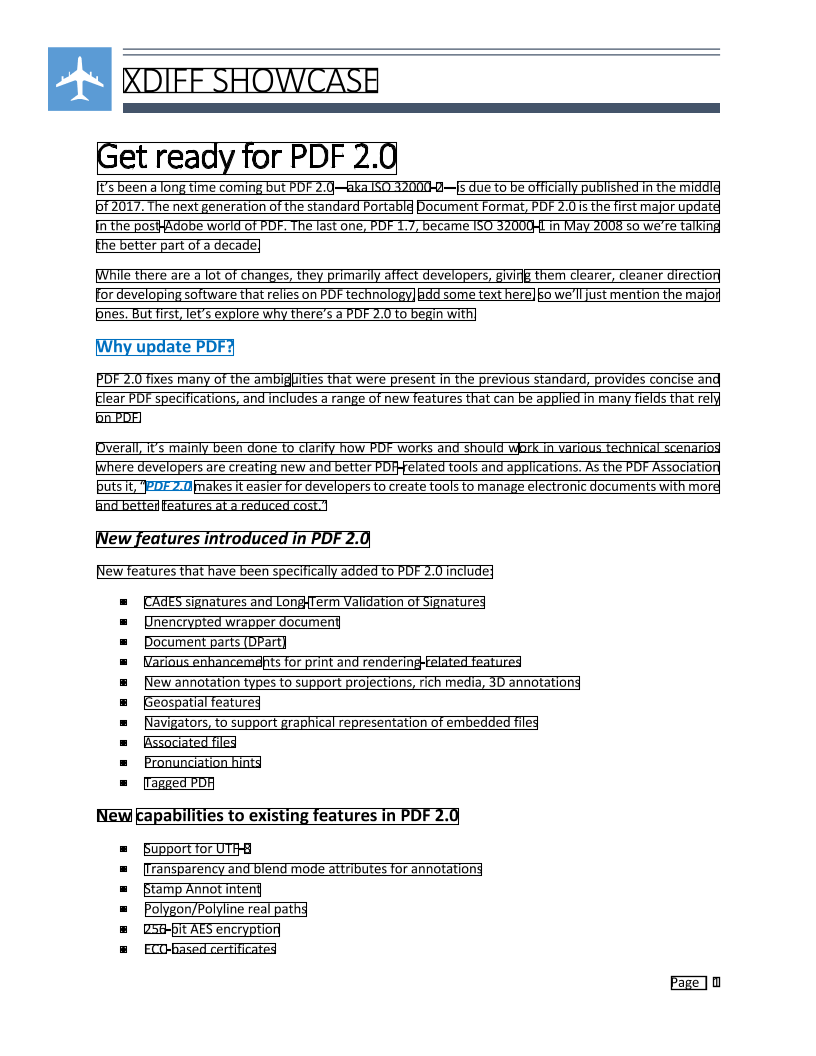 XDIFF SHOWCASE
Get ready for PDF 2.0
It’s been a long time coming but PDF 2.0 —aka ISO 32000-2— is due to be officially published in the middle
of 2017. The next generation of the standard Portable Document Format, PDF 2.0 is the first major update
in the post-Adobe world of PDF. The last one, PDF 1.7, became ISO 32000-1 in May 2008 so we’re talking
the better part of a decade.
While there are a lot of changes, they primarily affect developers, giving them clearer, cleaner direction
for developing software that relies on PDF technology, add some text here, so we’ll just mention the major
ones. But first, let’s explore why there’s a PDF 2.0 to begin with.
Why update PDF?
PDF 2.0 fixes many of the ambiguities that were present in the previous standard, provides concise and
clear PDF specifications, and includes a range of new features that can be applied in many fields that rely
on PDF.
Overall, it’s mainly been done to clarify how PDF works and should work in various technical scenarios
where developers are creating new and better PDF-related tools and applications. As the PDF Association
puts it, “PDF 2.0 makes it easier for developers to create tools to manage electronic documents with more
and better features at a reduced cost.”
New features introduced in PDF 2.0
New features that have been specifically added to PDF 2.0 include:
▪ CAdES signatures and Long-Term Validation of Signatures
▪ Unencrypted wrapper document
▪ Document parts (DPart)
▪ Various enhancements for print and rendering-related features
▪ New annotation types to support projections, rich media, 3D annotations
▪ Geospatial features
▪ Navigators, to support graphical representation of embedded files
▪ Associated files
▪ Pronunciation hints
▪ Tagged PDF
New capabilities to existing features in PDF 2.0
▪ Support for UTF-8
▪ Transparency and blend mode attributes for annotations
▪ Stamp Annot intent
▪ Polygon/Polyline real paths
▪ 256-bit AES encryption
▪ ECC-based certificates
Page | 1